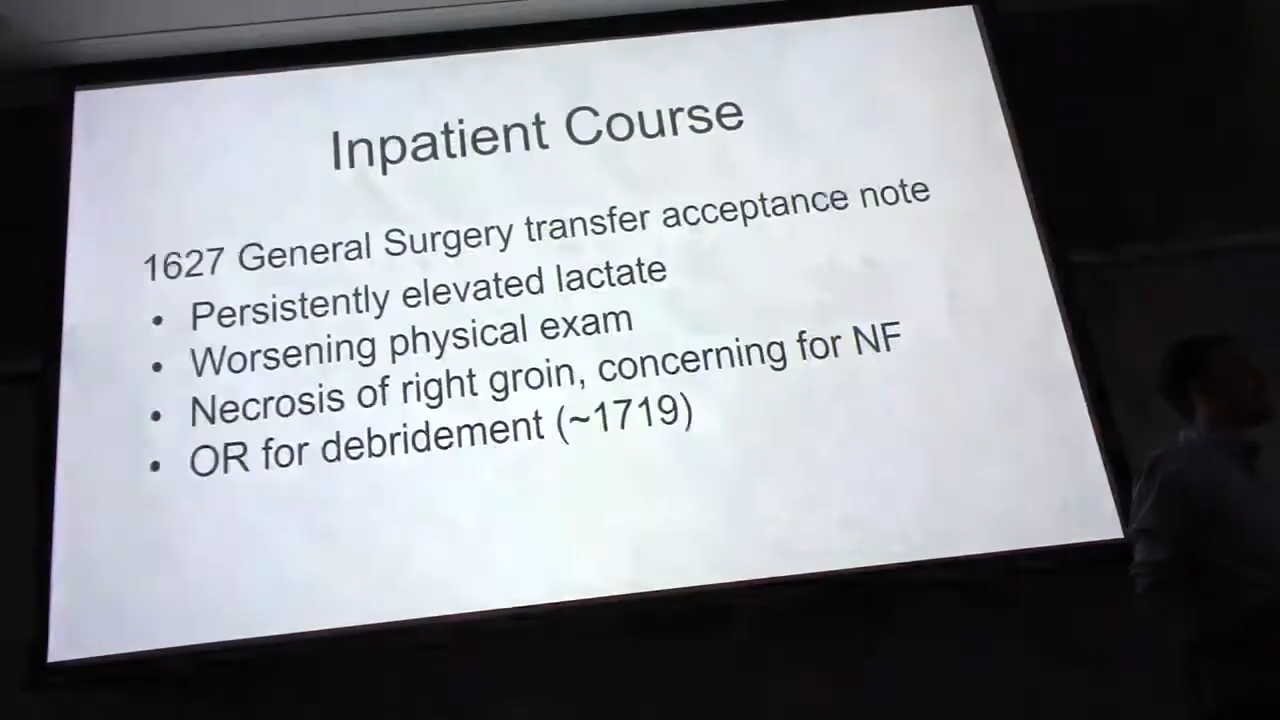 Inpatient Course
1627 General Surgery transfer acceptance note
• Persistently elevated lactate
• Worsening physical exam
• Necrosis of right groin, concerning for NF
• OR for debridement (~1719)